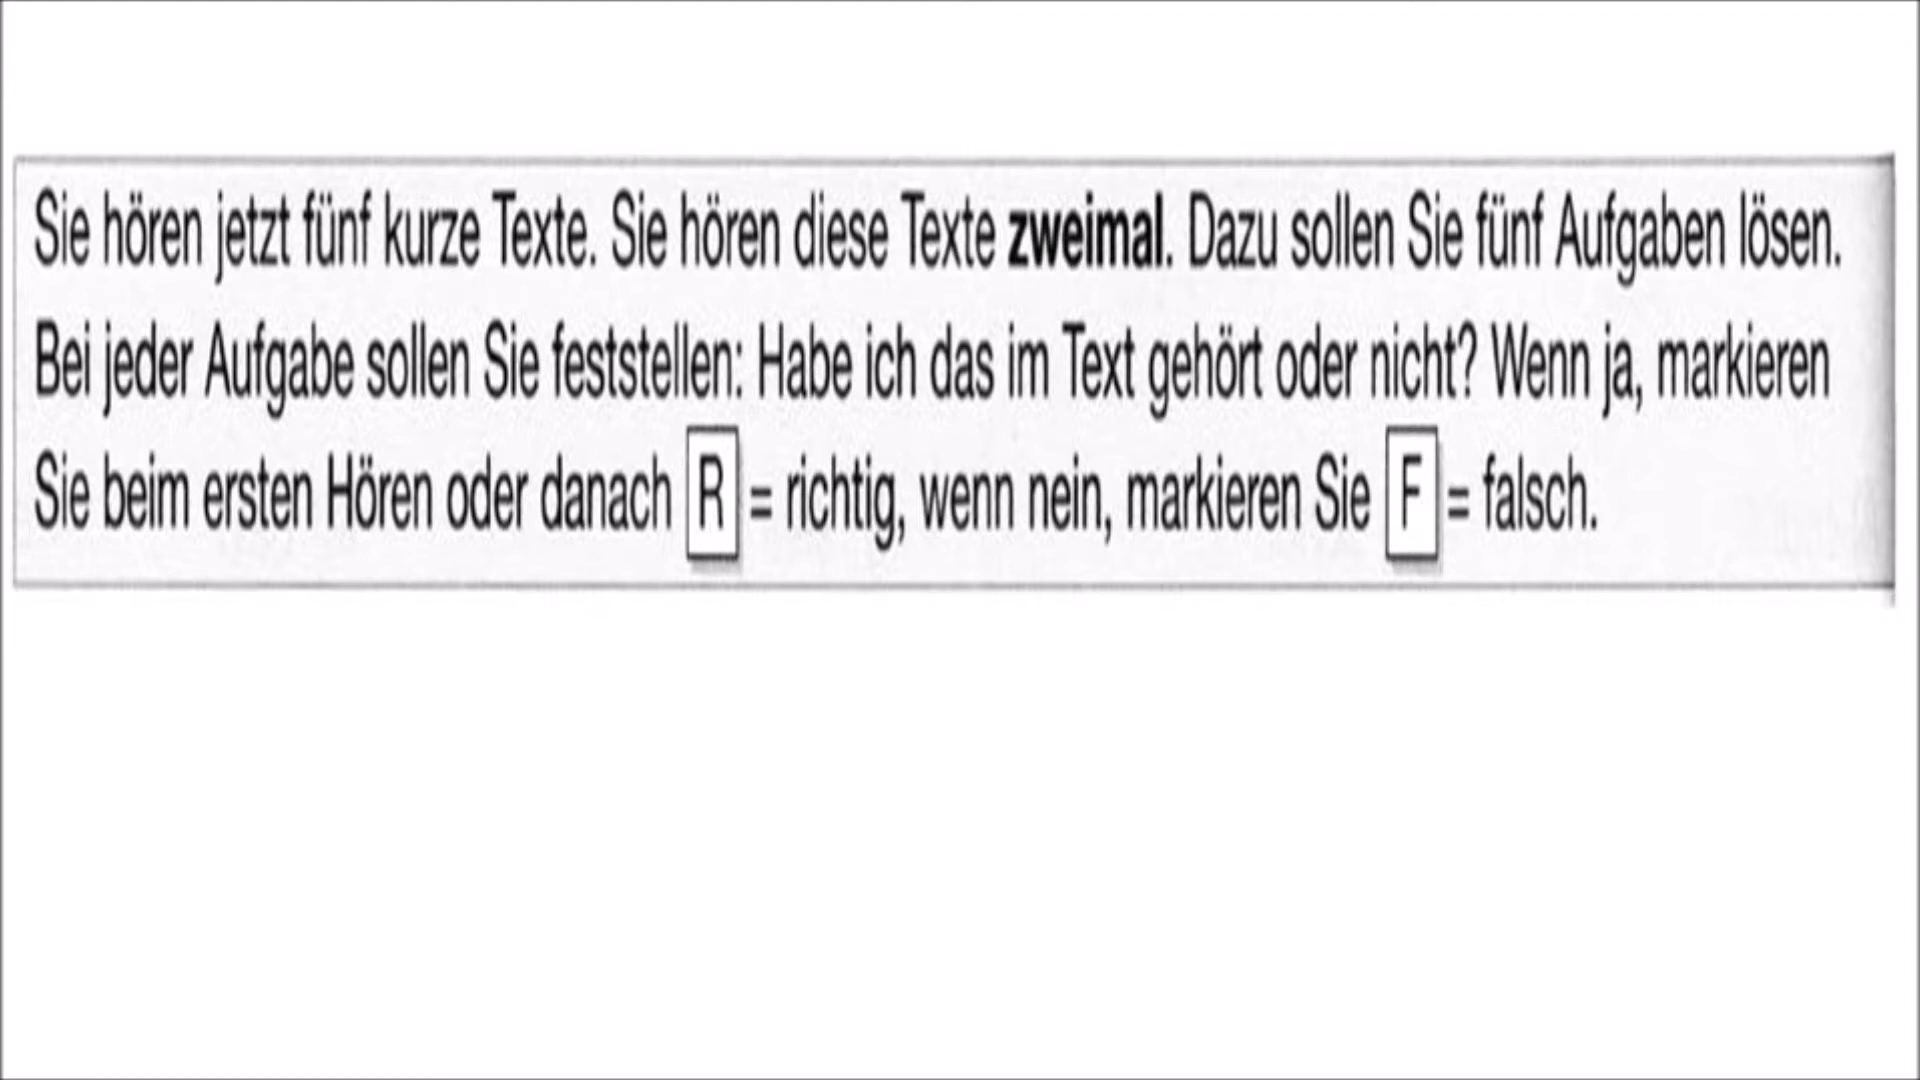 Sie hören jetzt fünf kurze Texte. Sie hören diese Texte zweimal. Dazu sollen Sie fünf Aufgaben lösen.
Bei jeder Aufgabe sollen Sie feststellen: Habe ich das im Text gehört oder nicht? Wenn ja, markieren
Sie beim ersten Hören oder danach R = richtig, wenn nein, markieren Sie F = falsch.